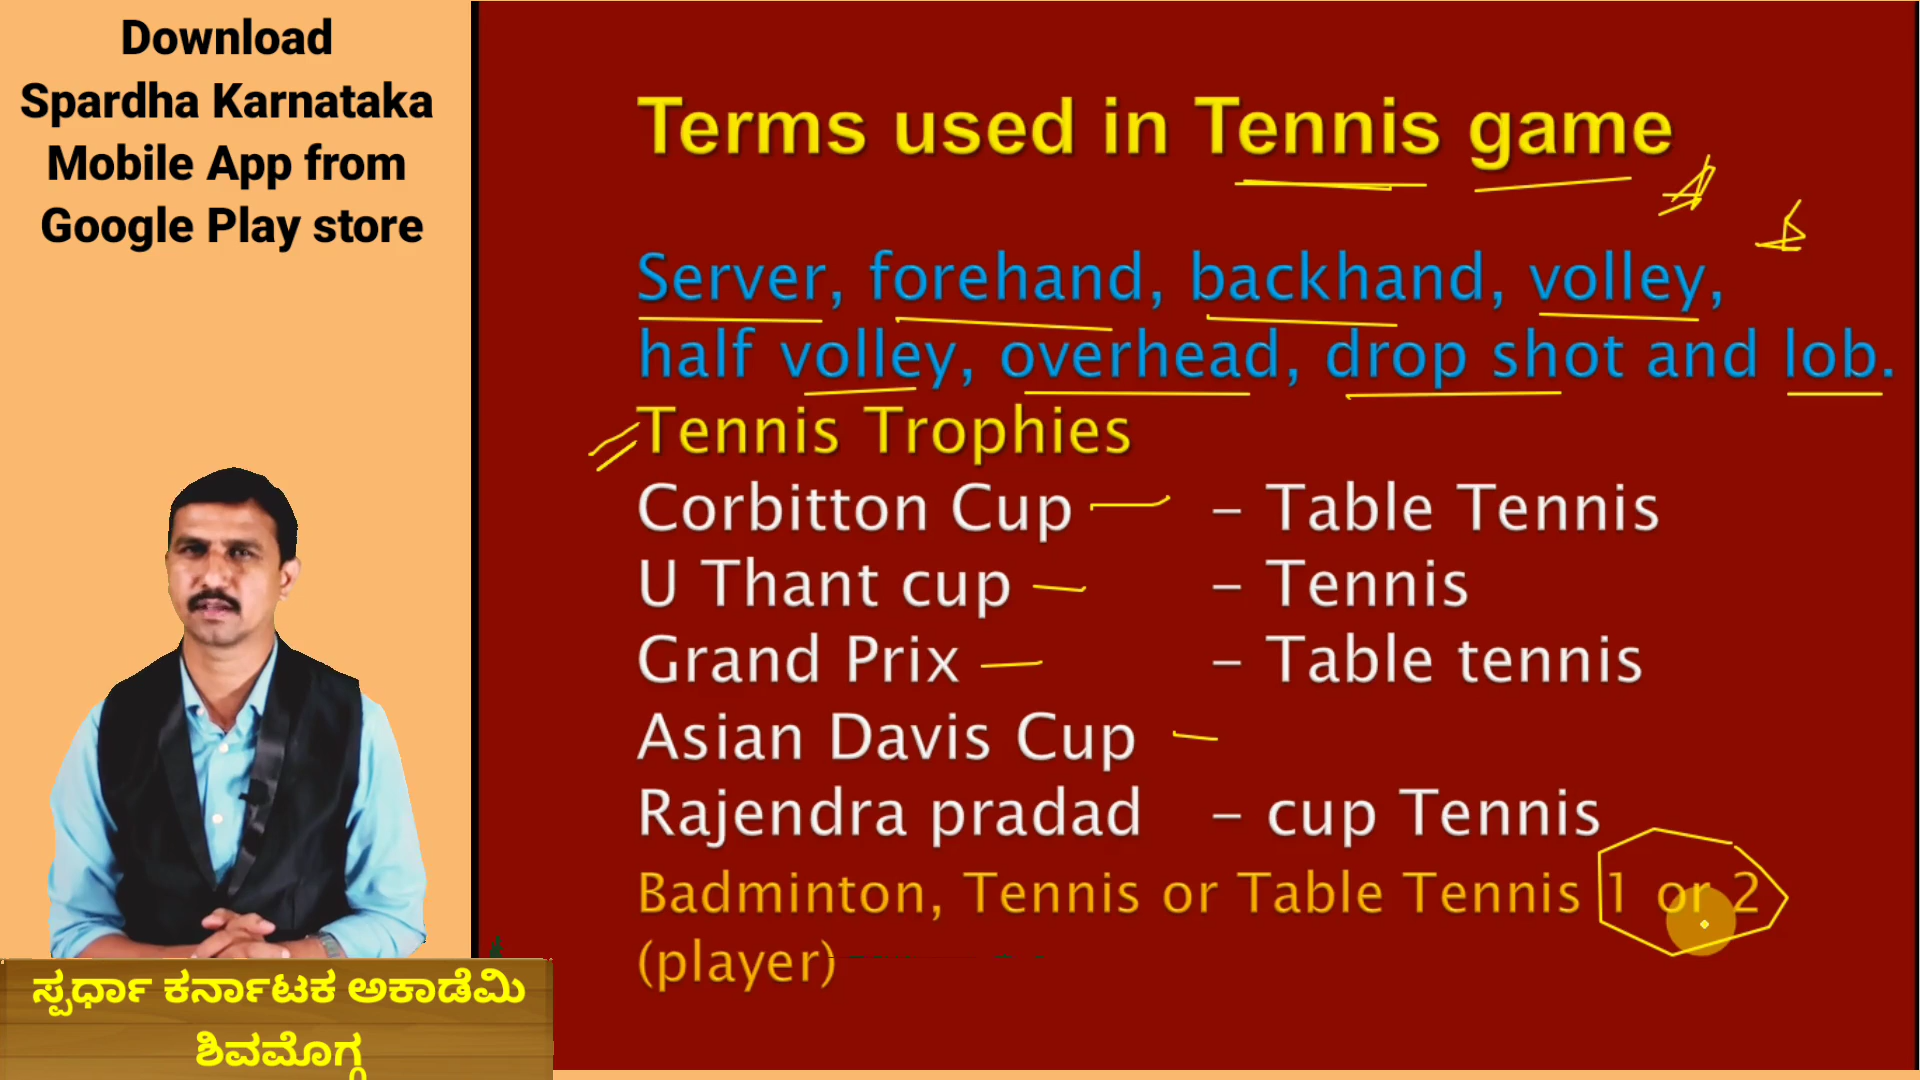 Download
Spardha Karnataka
Mobile App from
Google Play store
Terms used in Tennis game
Server, forehand, backhand, volley,
half volley, overhead, drop shot and lob.
Tennis Trophies
Corbitton Cup – Table Tennis
U Thant cup – Tennis
Grand Prix – Table tennis
Asian Davis Cup
Rajendra pradad – cup Tennis
Badminton, Tennis or Table Tennis 1 or 2
(player)
ಸ್ಪರ್ಧಾ ಕರ್ನಾಟಕ ಅಕಾಡೆಮಿ
ಶಿವಮೊಗ್ಗ